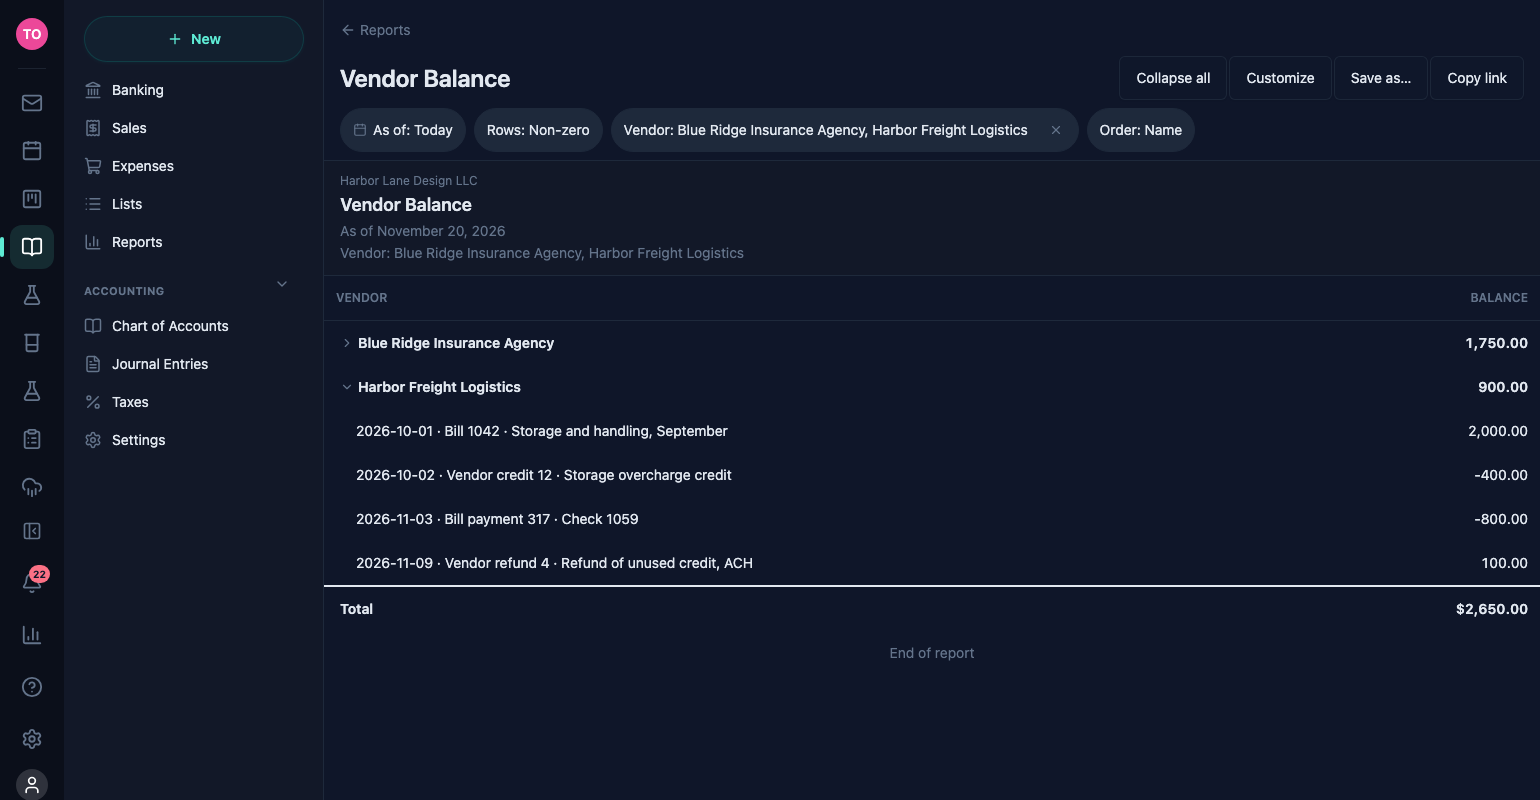 TO
22
New
Banking
Sales
Expenses
Lists
Reports
ACCOUNTING
Chart of Accounts
Journal Entries
Taxes
Settings
Reports
Vendor Balance
Collapse all
Customize
Save as...
Copy link
As of: Today
Rows: Non-zero
Vendor: Blue Ridge Insurance Agency, Harbor Freight Logistics
Order: Name
Harbor Lane Design LLC
Vendor Balance
As of November 20, 2026
Vendor: Blue Ridge Insurance Agency, Harbor Freight Logistics
VENDOR BALANCE
Blue Ridge Insurance Agency 1,750.00
Harbor Freight Logistics 900.00
2026-10-01 · Bill 1042 · Storage and handling, September 2,000.00
2026-10-02 · Vendor credit 12 · Storage overcharge credit -400.00
2026-11-03 · Bill payment 317 · Check 1059 -800.00
2026-11-09 · Vendor refund 4 · Refund of unused credit, ACH 100.00
Total $2,650.00
End of report